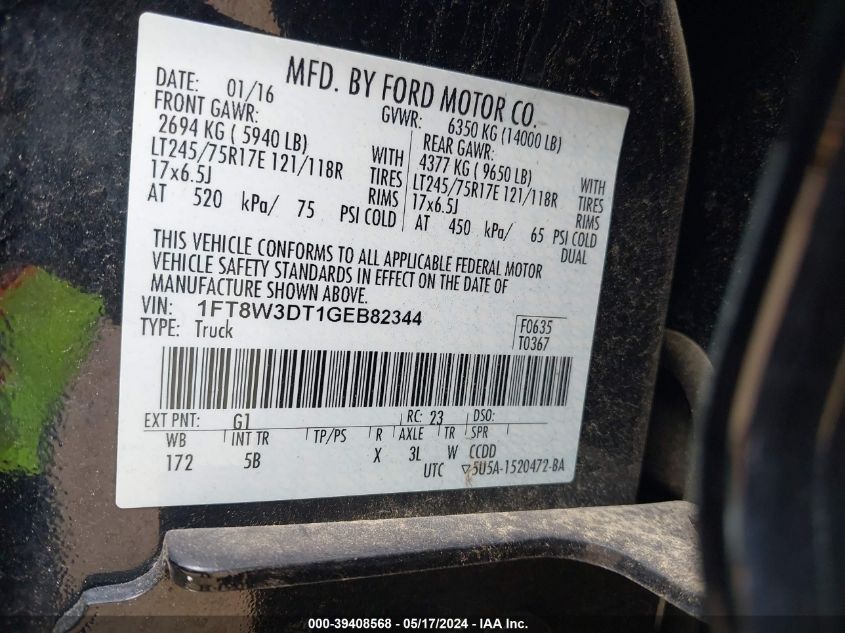 MFD. BY FORD MOTOR CO.
DATE: 01/16 GVWR: 6350 KG (14000 LB)
FRONT GAWR: REAR GAWR:
2694 KG ( 5940 LB) WITH 4377 KG ( 9650 LB) WITH
LT245/75R17E 121/118R TIRES LT245/75R17E 121/118R TIRES
17x6.5J RIMS 17x6.5J RIMS
AT 520 kPa/ 75 PSI COLD AT 450 kPa/ 65 PSI COLD
DUAL
THIS VEHICLE CONFORMS TO ALL APPLICABLE FEDERAL MOTOR
VEHICLE SAFETY STANDARDS IN EFFECT ON THE DATE OF
MANUFACTURE SHOWN ABOVE.
VIN: 1FT8W3DT1GEB82344
TYPE: Truck
F0635
T0367
EXT PNT: G1 RC: 23 DSO:
WB INT TR TP/PS R AXLE TR SPR
172 5B X 3L W CCDD
UTC ▽5U5A-1520472-BA
000-39408568 - 05/17/2024 - IAA Inc.